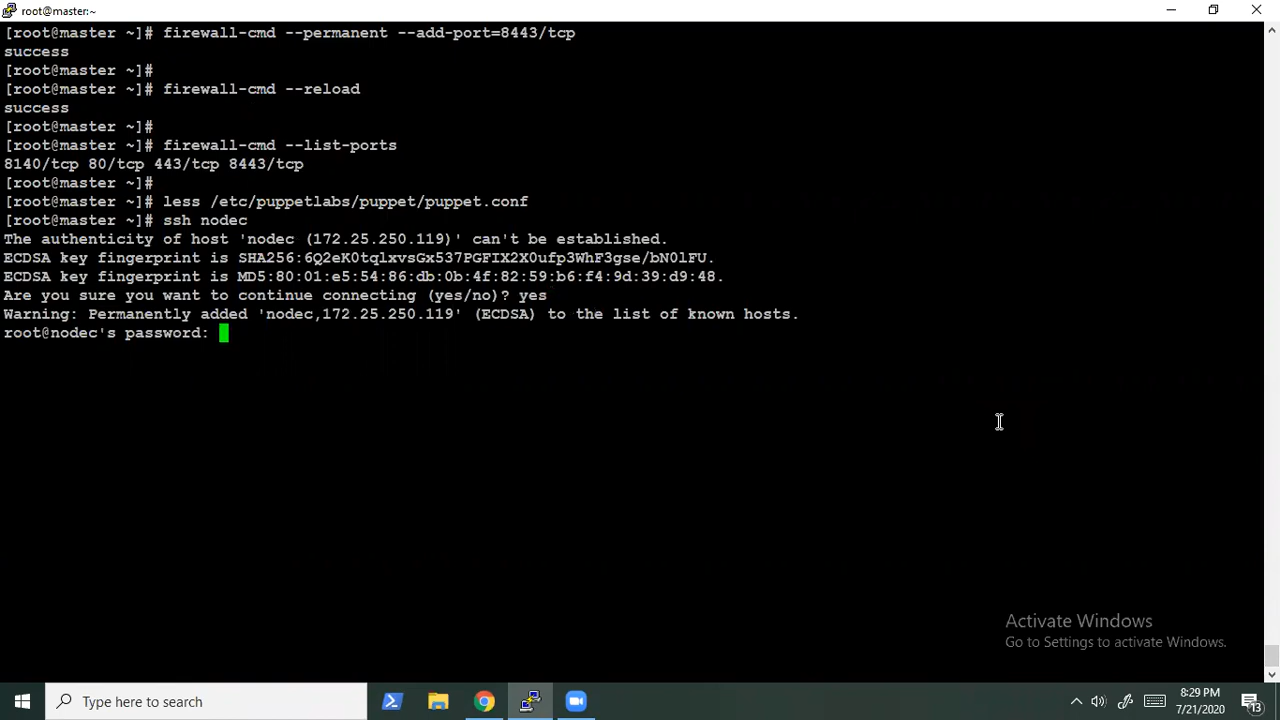 root@master:~
[root@master ~]# firewall-cmd --permanent --add-port=8443/tcp
success
[root@master ~]#
[root@master ~]# firewall-cmd --reload
success
[root@master ~]#
[root@master ~]# firewall-cmd --list-ports
8140/tcp 80/tcp 443/tcp 8443/tcp
[root@master ~]#
[root@master ~]# less /etc/puppetlabs/puppet/puppet.conf
[root@master ~]# ssh nodec
The authenticity of host 'nodec (172.25.250.119)' can't be established.
ECDSA key fingerprint is SHA256:6Q2eK0tqlxvsGx537PGFIX2X0ufp3WhF3gse/bN0lFU.
ECDSA key fingerprint is MD5:80:01:e5:54:86:db:0b:4f:82:59:b6:f4:9d:39:d9:48.
Are you sure you want to continue connecting (yes/no)? yes
Warning: Permanently added 'nodec,172.25.250.119' (ECDSA) to the list of known hosts.
root@nodec's password:
Activate Windows
Go to Settings to activate Windows.
Type here to search
8:29 PM
7/21/2020
13